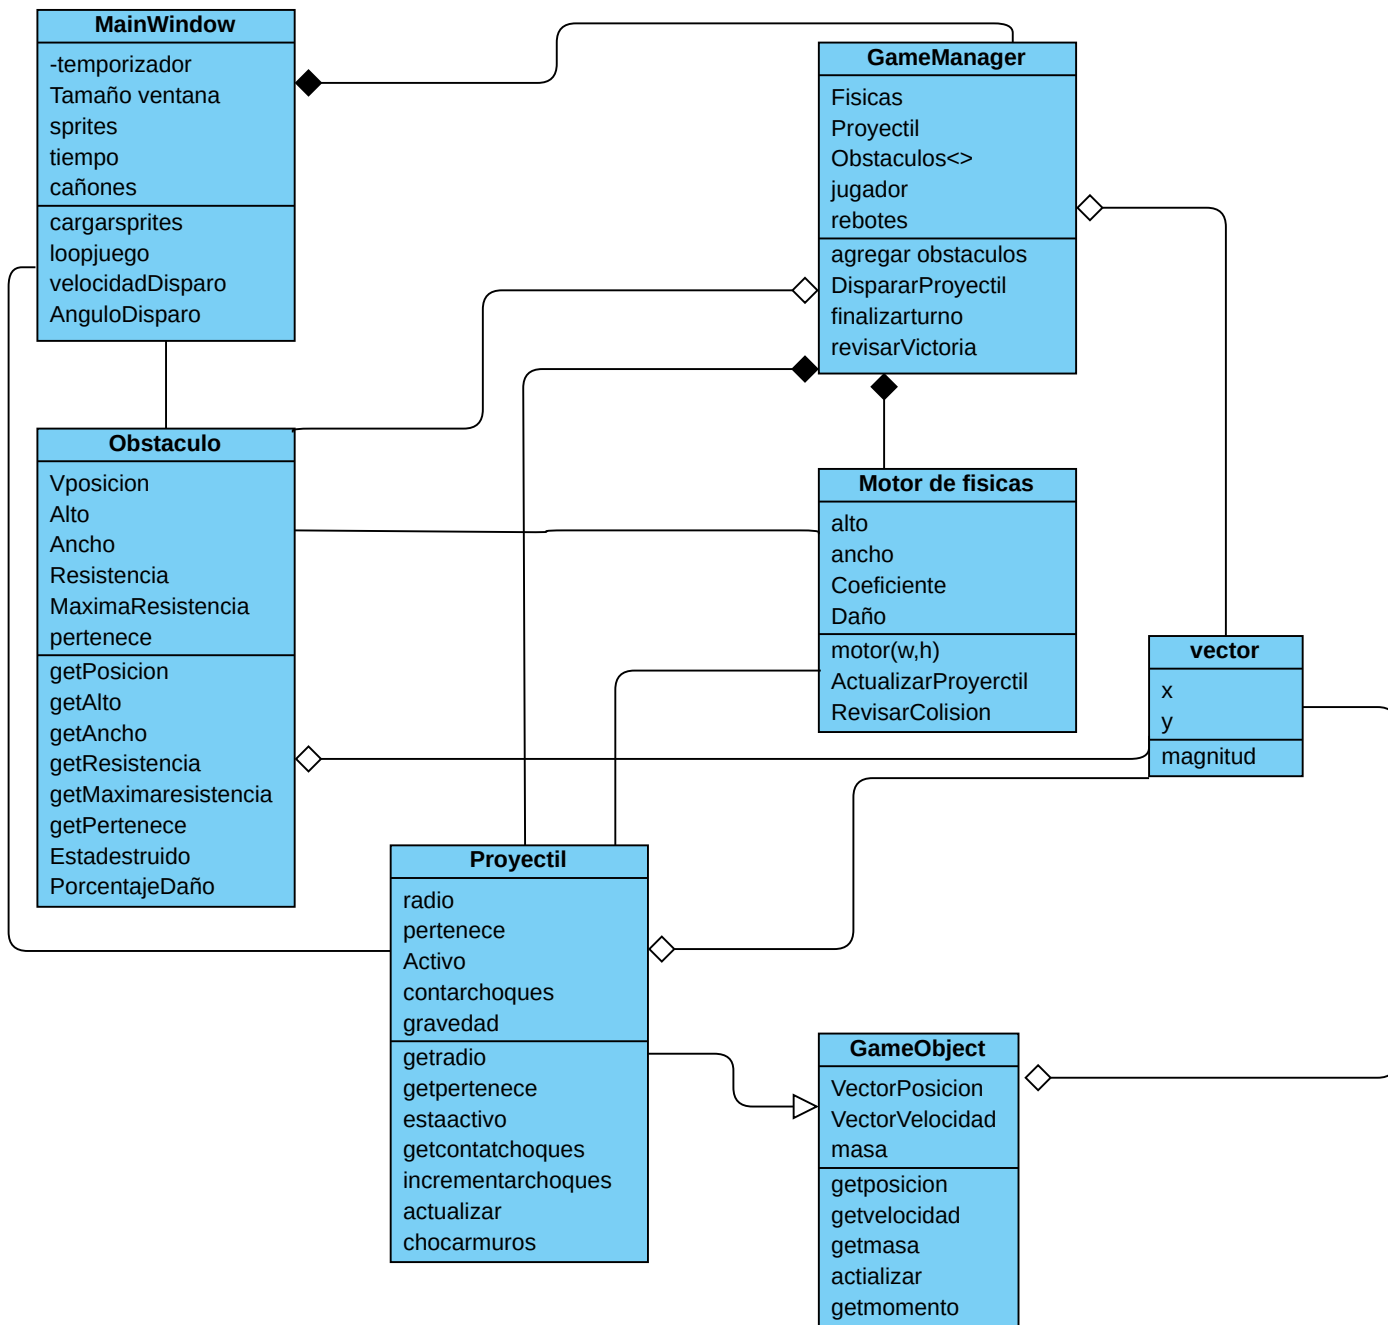 MainWindow
-temporizador
Tamaño ventana
sprites
tiempo
cañones
cargarsprites
loopjuego
velocidadDisparo
AnguloDisparo
GameManager
Fisicas
Proyectil
Obstaculos<>
jugador
rebotes
agregar obstaculos
DispararProyectil
finalizarturno
revisarVictoria
Obstaculo
Vposicion
Alto
Ancho
Resistencia
MaximaResistencia
pertenece
getPosicion
getAlto
getAncho
getResistencia
getMaximaresistencia
getPertenece
Estadestruido
PorcentajeDaño
Motor de fisicas
alto
ancho
Coeficiente
Daño
motor(w,h)
ActualizarProyerctil
RevisarColision
vector
x
y
magnitud
Proyectil
radio
pertenece
Activo
contarchoques
gravedad
getradio
getpertenece
estaactivo
getcontatchoques
incrementarchoques
actualizar
chocarmuros
GameObject
VectorPosicion
VectorVelocidad
masa
getposicion
getvelocidad
getmasa
actializar
getmomento